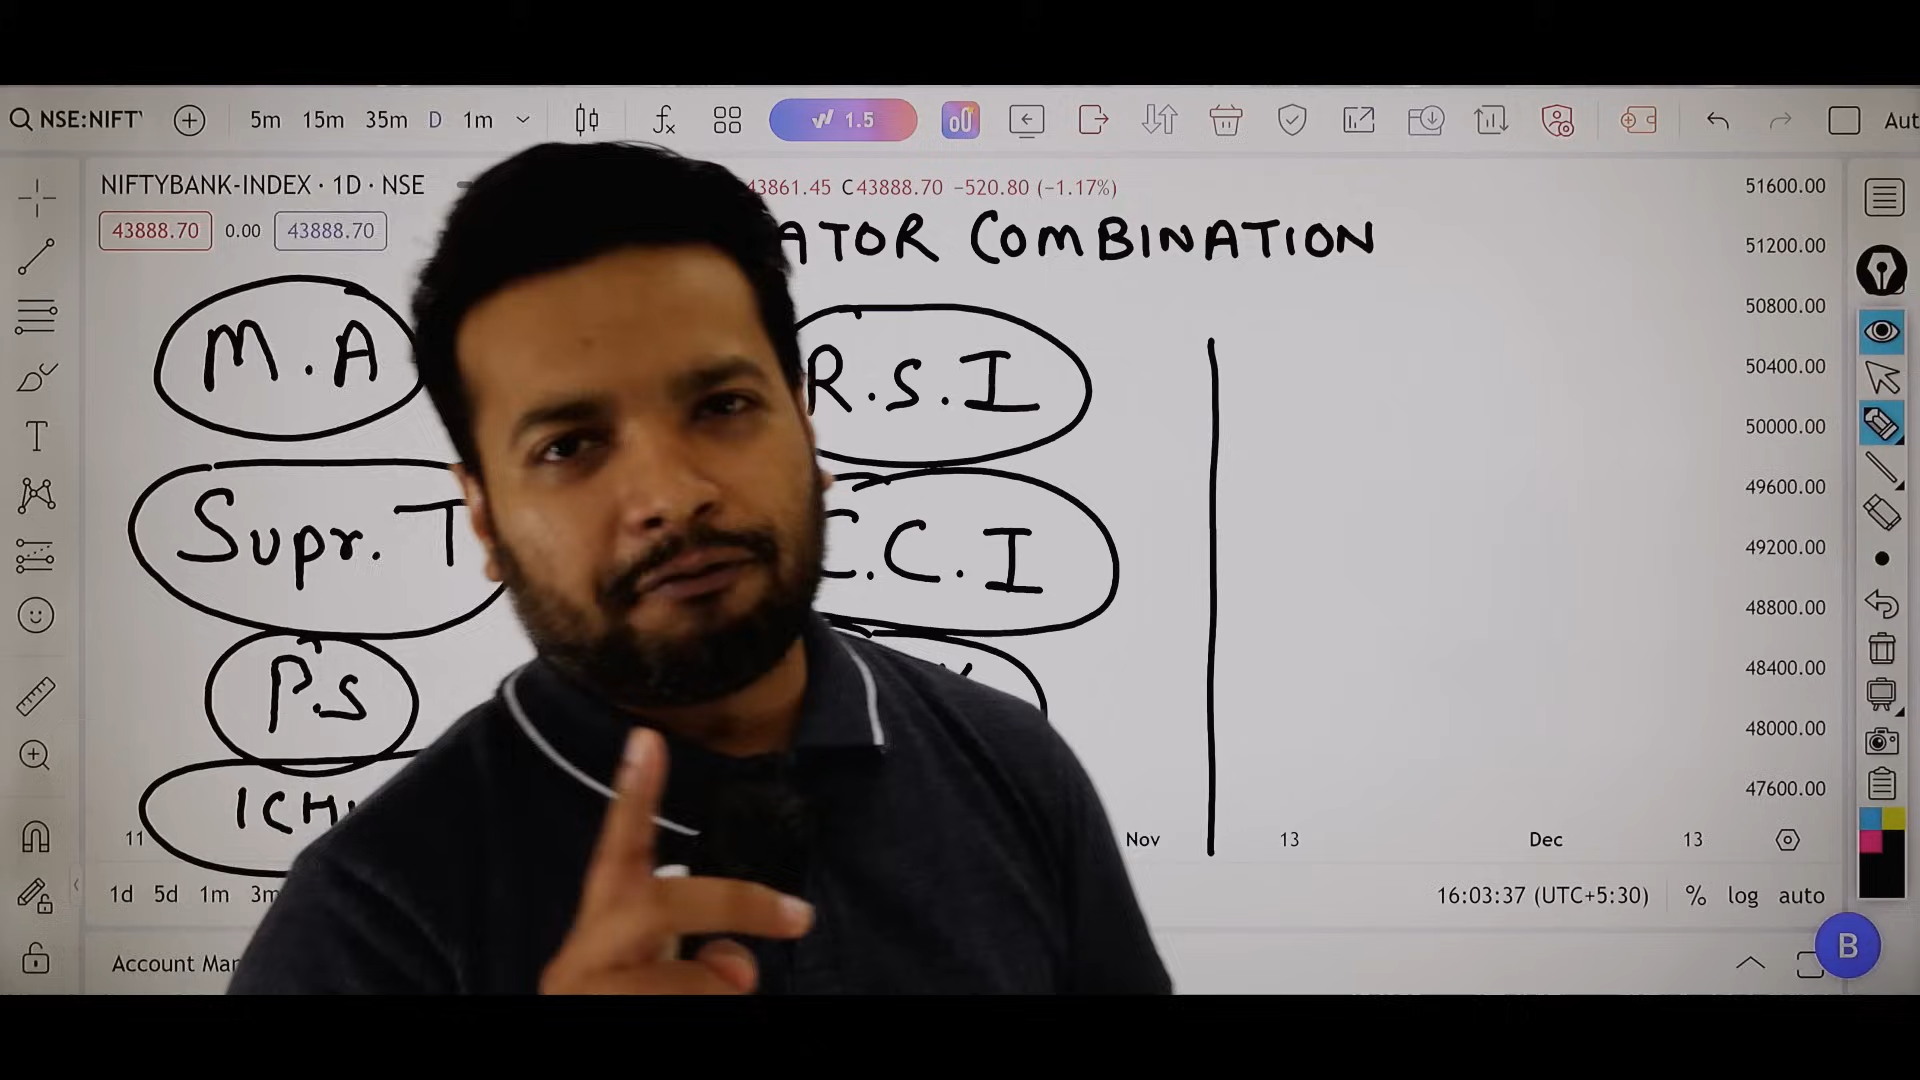 NSE:NIFT
5m 15m 35m D 1m
1.5
Aut
NIFTYBANK-INDEX · 1D · NSE
43861.45 C43888.70 −520.80 (−1.17%)
43888.70 0.00 43888.70
ATOR COMBINATION
M.A
R.S.I
Supr. T
.C.I
P.S
ICH
51600.00
51200.00
50800.00
50400.00
50000.00
49600.00
49200.00
48800.00
48400.00
48000.00
47600.00
11 Nov 13 Dec 13
1d 5d 1m 3m
16:03:37 (UTC+5:30) % log auto
Account Mar
B